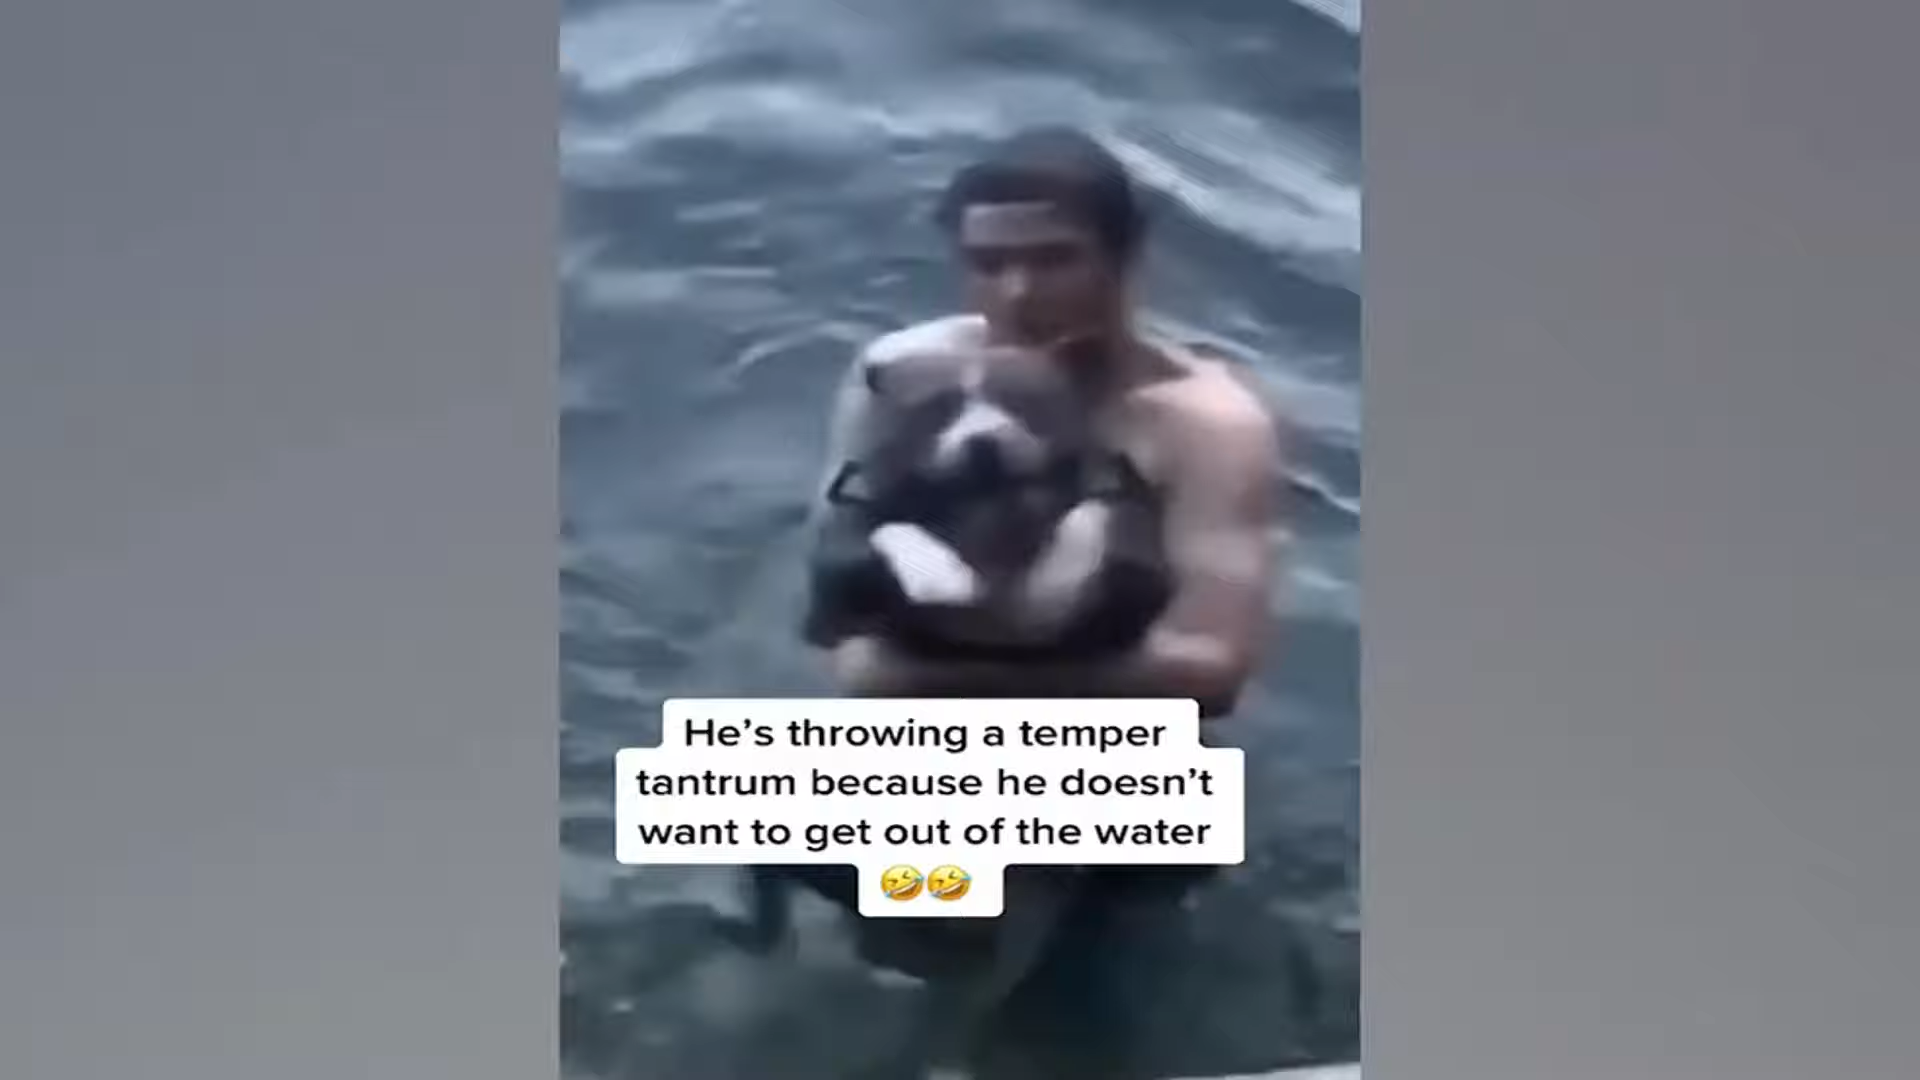 He's throwing a temper
tantrum because he doesn't
want to get out of the water
🤣🤣